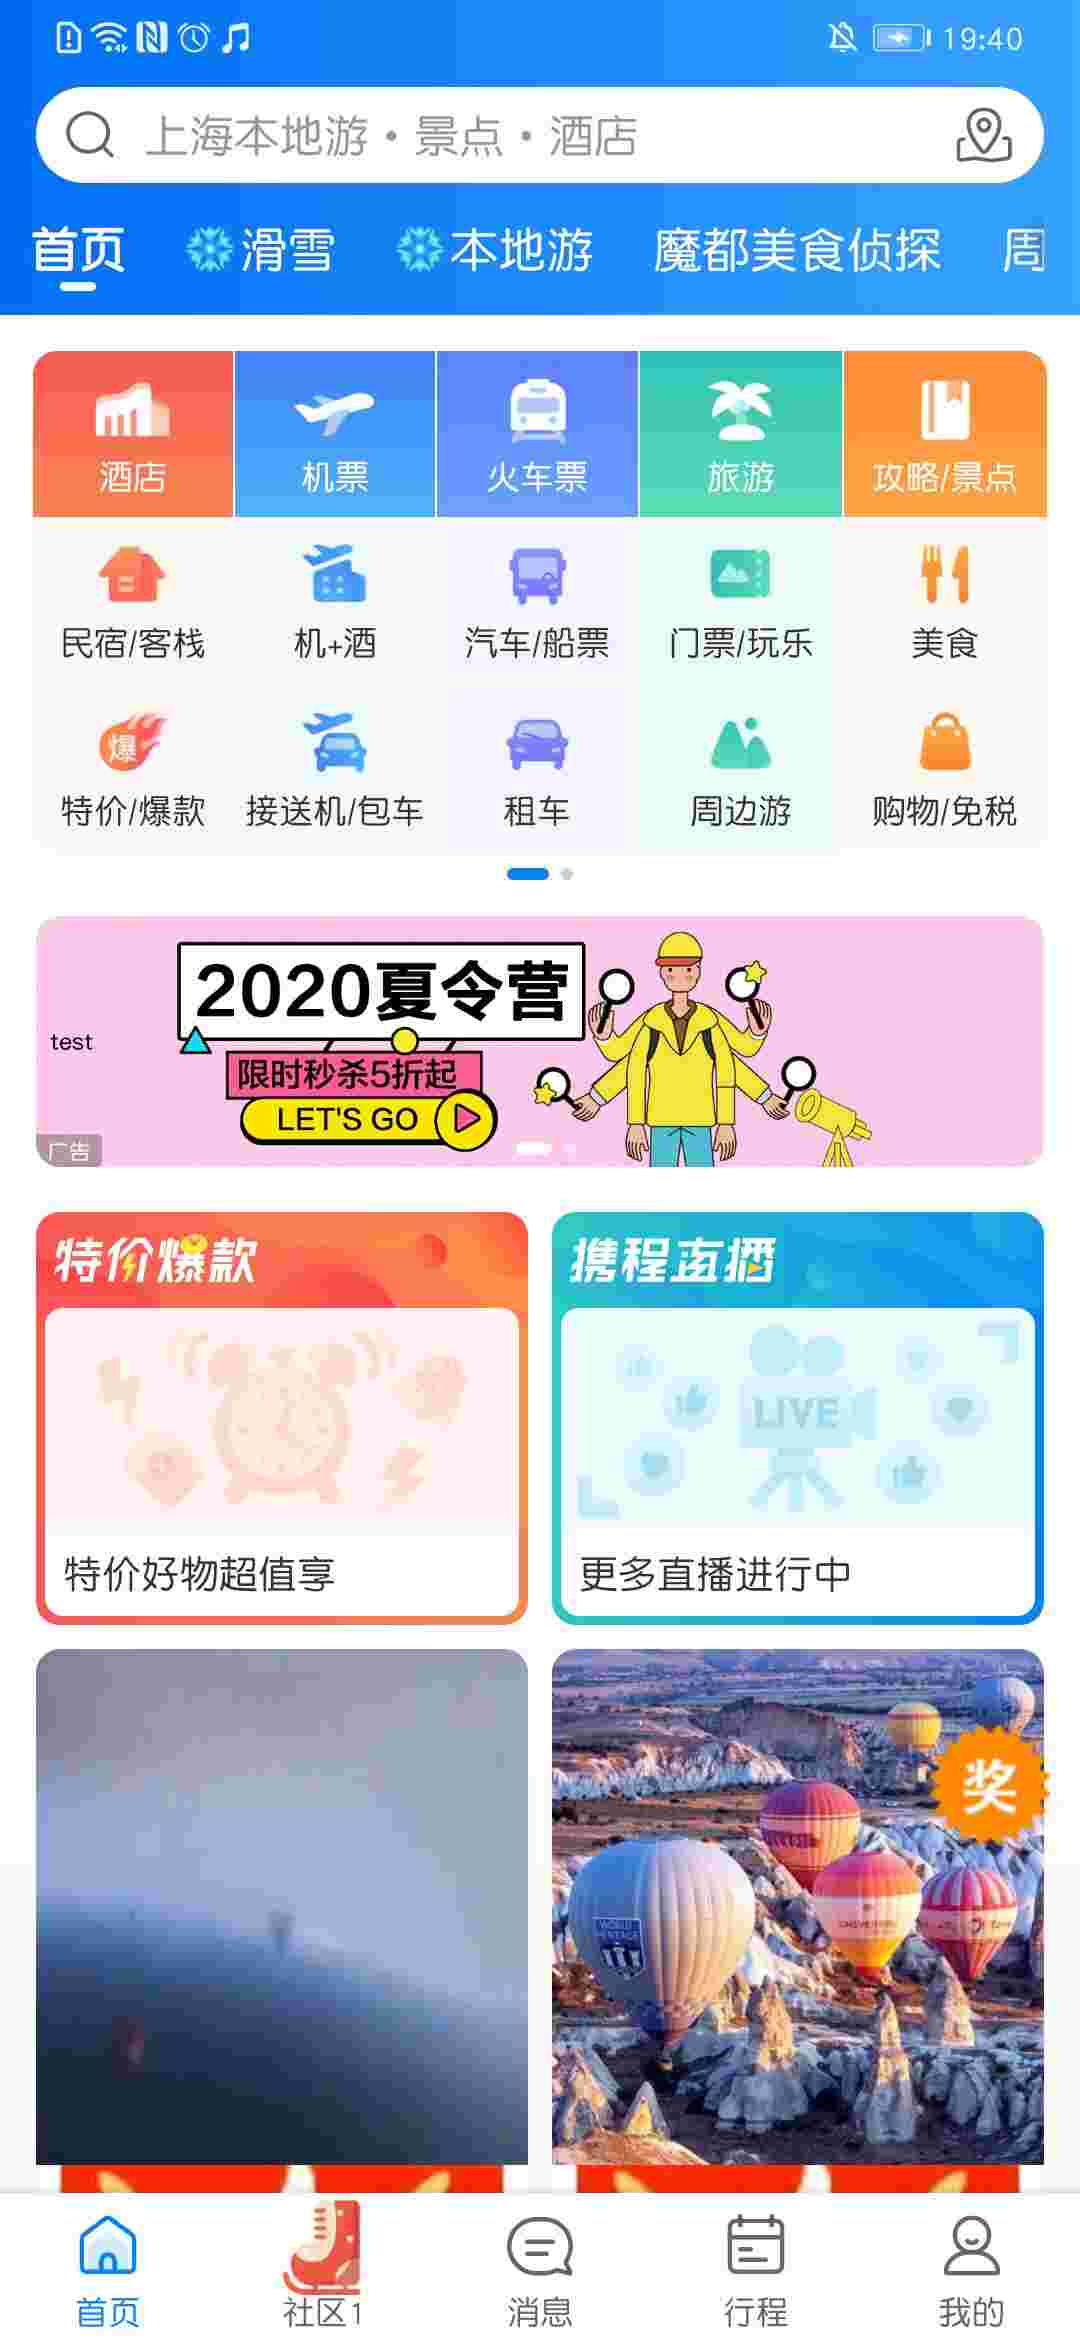 19:40
上海本地游·景点·酒店
首页 滑雪 本地游 魔都美食侦探 周
酒店 机票 火车票 旅游 攻略/景点
民宿/客栈 机+酒 汽车/船票 门票/玩乐 美食
爆
特价/爆款 接送机/包车 租车 周边游 购物/免税
2020夏令营
test
限时秒杀5折起
LET'S GO
广告
特价爆款 携程直播
LIVE
特价好物超值享 更多直播进行中
奖
WORLD
首页 社区1 消息 行程 我的